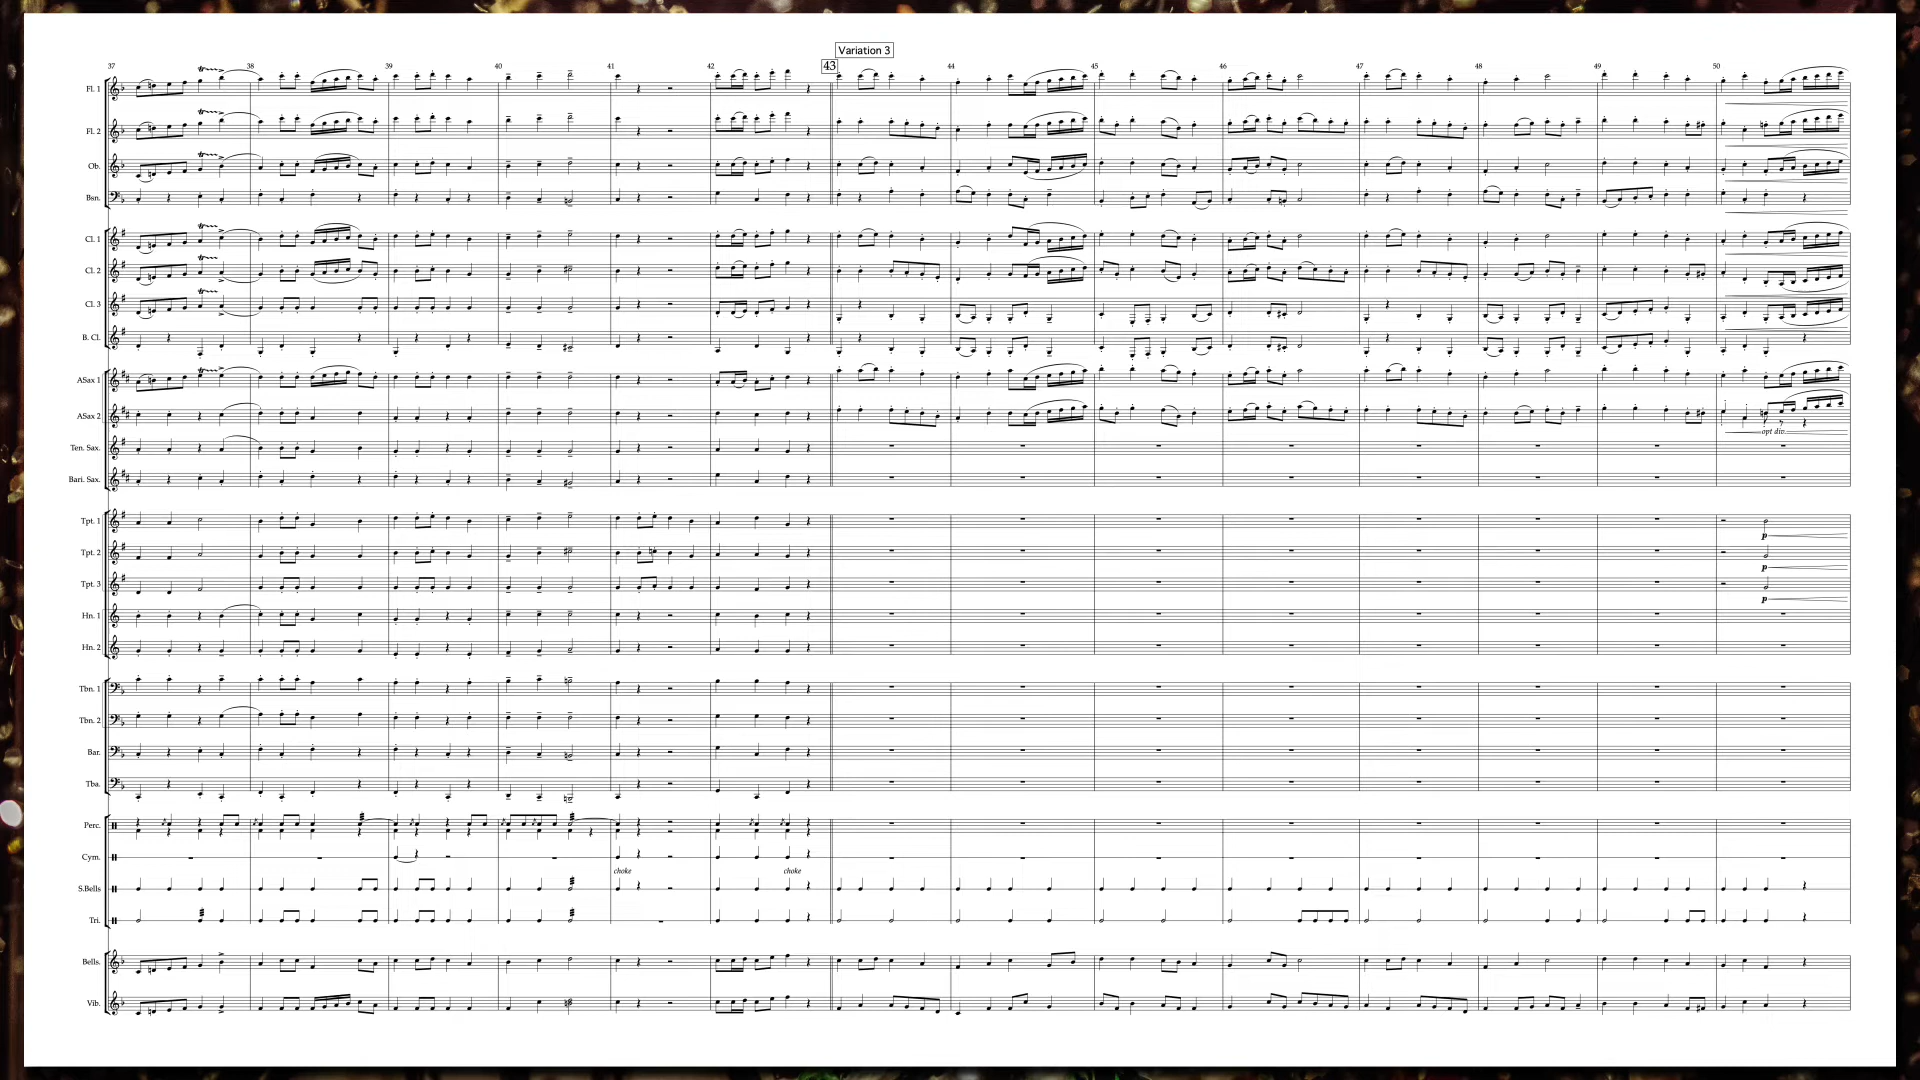 Variation 3
37 38 39 40 41 42 43 44 45 46 47 48 49 50
Fl. 1
Fl. 2
Ob.
Bsn.
Cl. 1
Cl. 2
Cl. 3
B. Cl.
ASax 1
ASax 2
opt div.
Ten. Sax.
Bari. Sax.
Tpt. 1
p
Tpt. 2
p
Tpt. 3
p
Hn. 1
Hn. 2
Tbn. 1
Tbn. 2
Bar.
Tba.
Perc.
Cym.
choke choke
S.Bells
Tri.
Bells.
Vib.